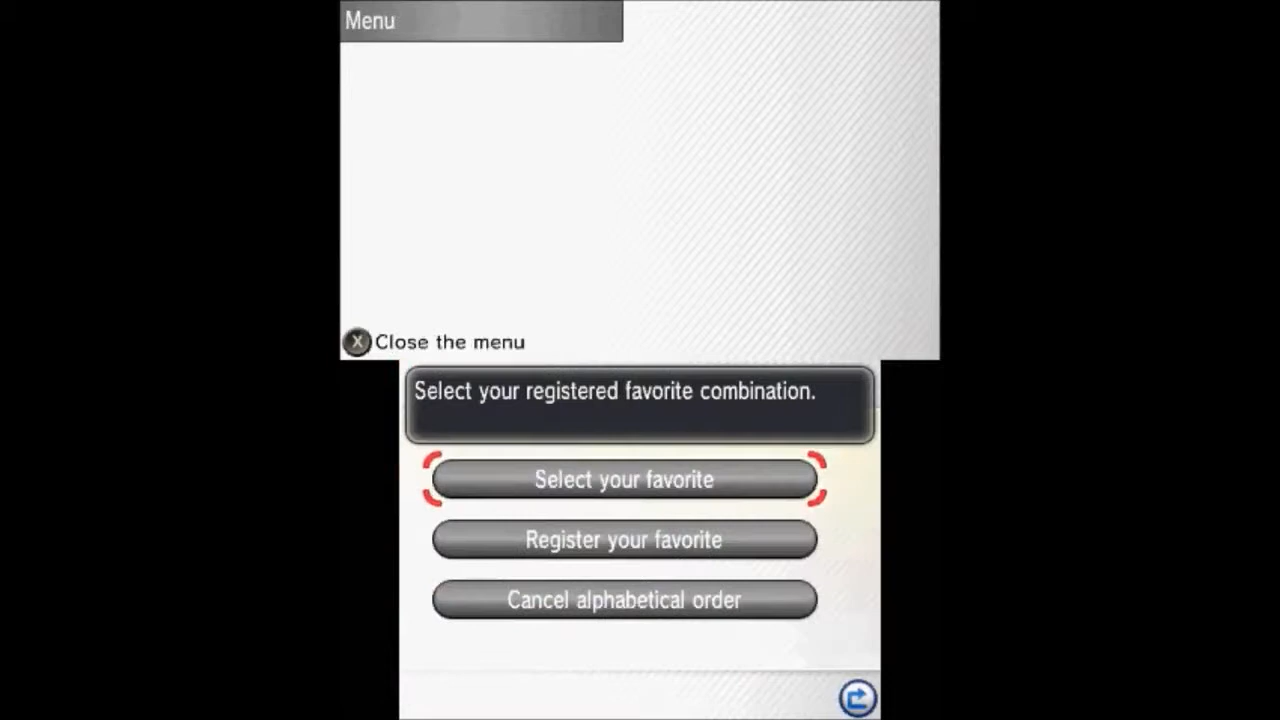 Menu
X Close the menu
Select your registered favorite combination.
Select your favorite
Register your favorite
Cancel alphabetical order